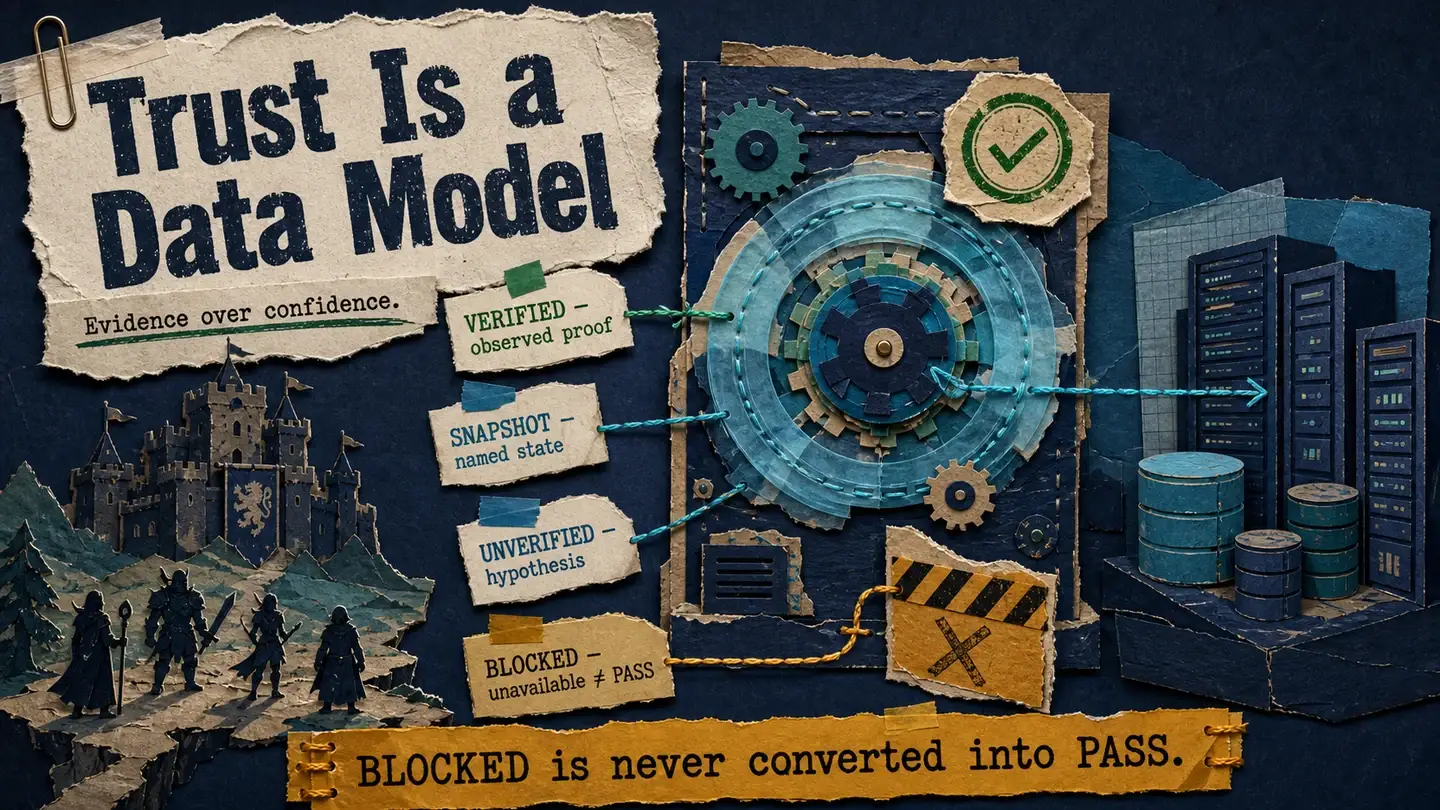 Trust Is a
Data Model
Evidence over confidence.
VERIFIED –
observed proof
SNAPSHOT –
named state
UNVERIFIED –
hypothesis
BLOCKED –
unavailable ≠ PASS
BLOCKED is never converted into PASS.